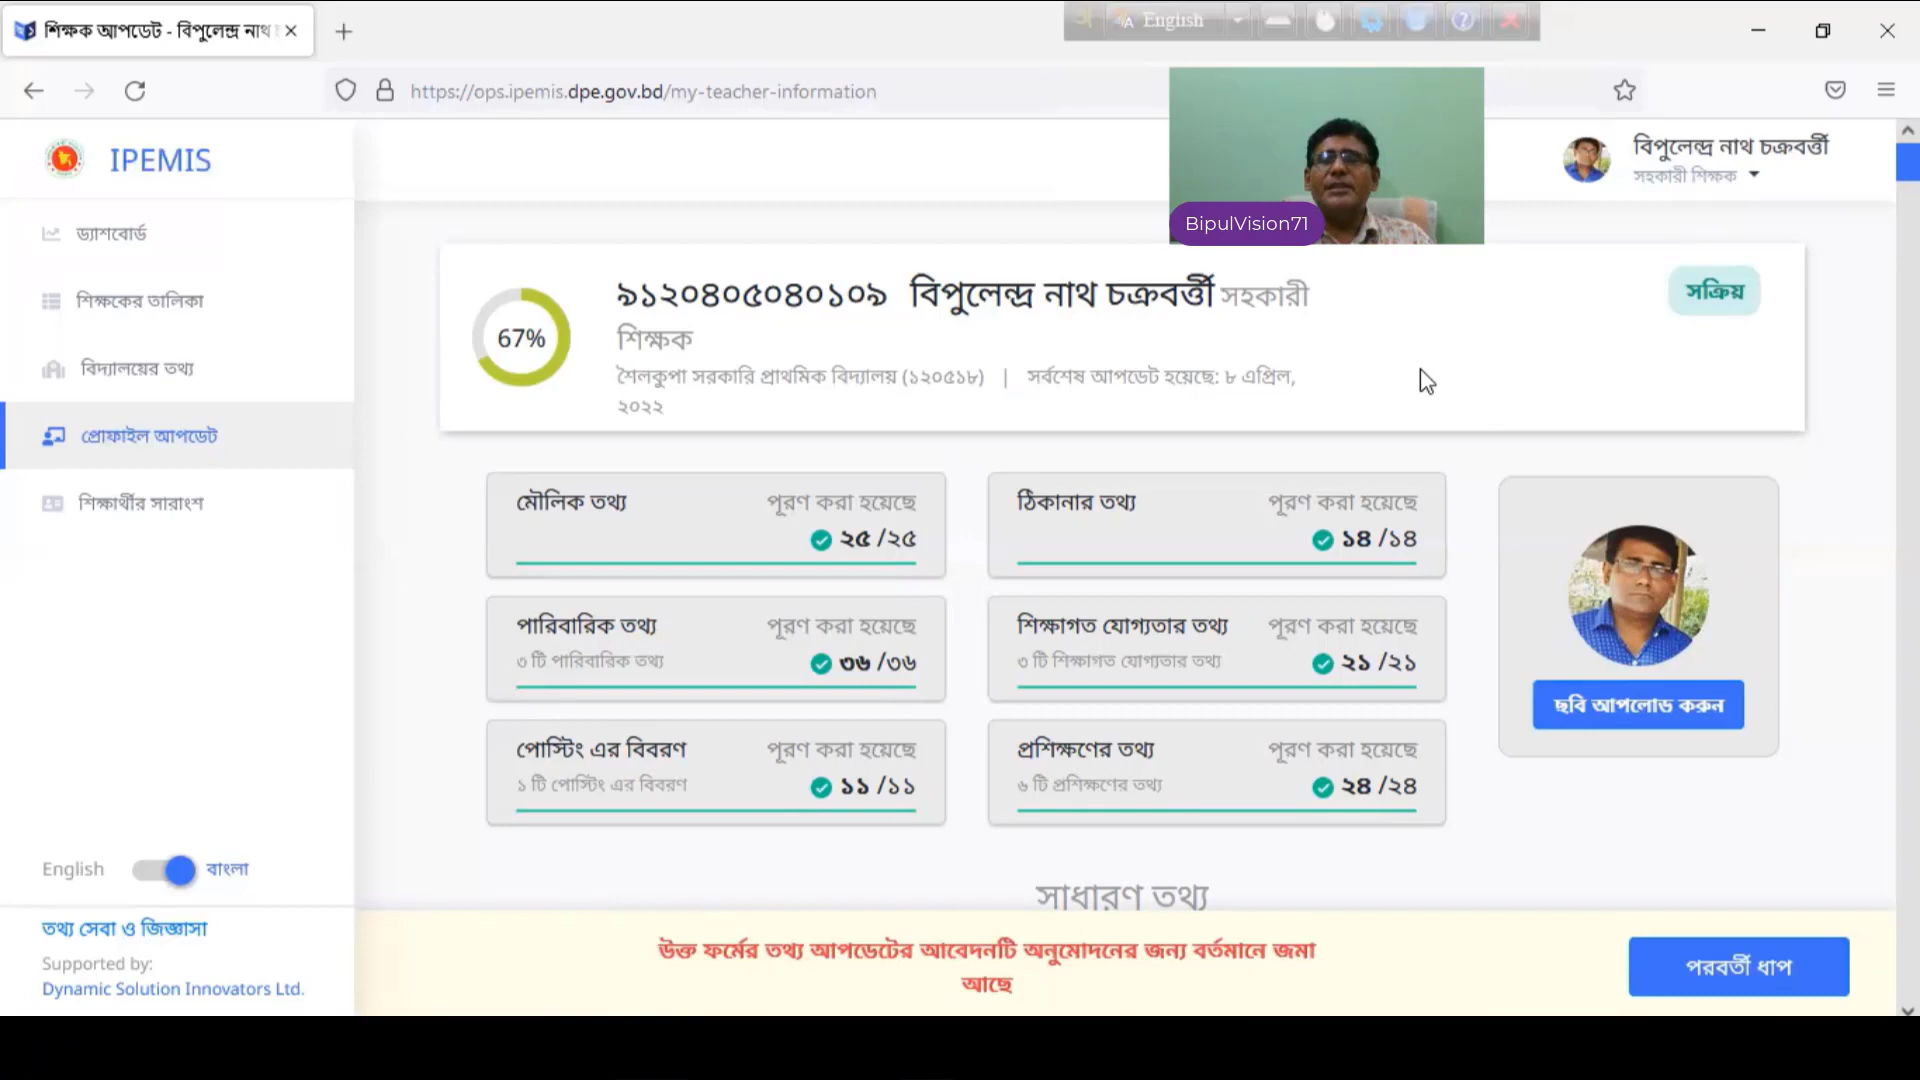 শিক্ষক আপডেট - বিপুলেন্দ্র নাথ
English
https://ops.ipemis.dpe.gov.bd/my-teacher-information
IPEMIS
বিপুলেন্দ্র নাথ চক্রবর্ত্তী
সহকারী শিক্ষক
BipulVision71
ড্যাশবোর্ড
শিক্ষকের তালিকা
বিদ্যালয়ের তথ্য
প্রোফাইল আপডেট
শিক্ষার্থীর সারাংশ
67%
৯১২০৪০৫০৪০১০৯ বিপুলেন্দ্র নাথ চক্রবর্ত্তী সহকারী
শিক্ষক
শৈলকুপা সরকারি প্রাথমিক বিদ্যালয় (১২০৫১৮) | সর্বশেষ আপডেট হয়েছে: ৮ এপ্রিল,
২০২২
সক্রিয়
মৌলিক তথ্য পূরণ করা হয়েছে
২৫ /২৫
ঠিকানার তথ্য পূরণ করা হয়েছে
১৪ /১৪
পারিবারিক তথ্য পূরণ করা হয়েছে
৩ টি পারিবারিক তথ্য ৩৬ /৩৬
শিক্ষাগত যোগ্যতার তথ্য পূরণ করা হয়েছে
৩ টি শিক্ষাগত যোগ্যতার তথ্য ২১ /২১
পোস্টিং এর বিবরণ পূরণ করা হয়েছে
১ টি পোস্টিং এর বিবরণ ১১ /১১
প্রশিক্ষণের তথ্য পূরণ করা হয়েছে
৬ টি প্রশিক্ষণের তথ্য ২৪ /২৪
ছবি আপলোড করুন
সাধারণ তথ্য
English বাংলা
তথ্য সেবা ও জিজ্ঞাসা
Supported by:
Dynamic Solution Innovators Ltd.
উক্ত ফর্মের তথ্য আপডেটের আবেদনটি অনুমোদনের জন্য বর্তমানে জমা
আছে
পরবর্তী ধাপ